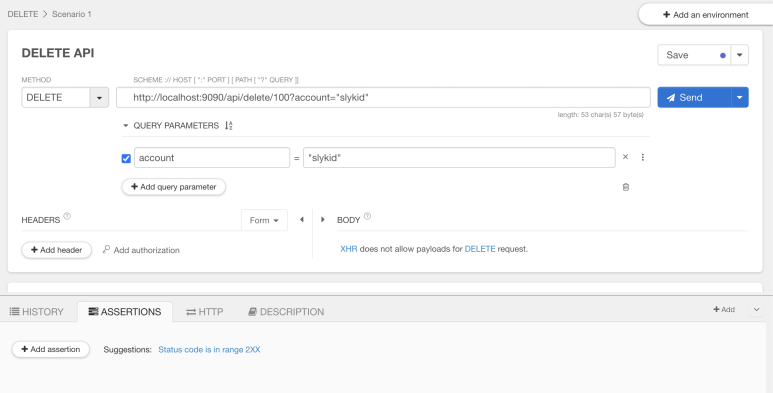 DELETE > Scenario 1
+ Add an environment
DELETE API
Save
METHOD
SCHEME :// HOST [ ":" PORT ] [ PATH [ "?" QUERY ]]
DELETE
http://localhost:9090/api/delete/100?account="slykid"
Send
length: 53 char(s) 57 byte(s)
QUERY PARAMETERS
account = "slykid"
+ Add query parameter
HEADERS ?
Form
BODY ?
+ Add header
Add authorization
XHR does not allow payloads for DELETE request.
HISTORY
ASSERTIONS
HTTP
DESCRIPTION
+ Add
+ Add assertion
Suggestions: Status code is in range 2XX